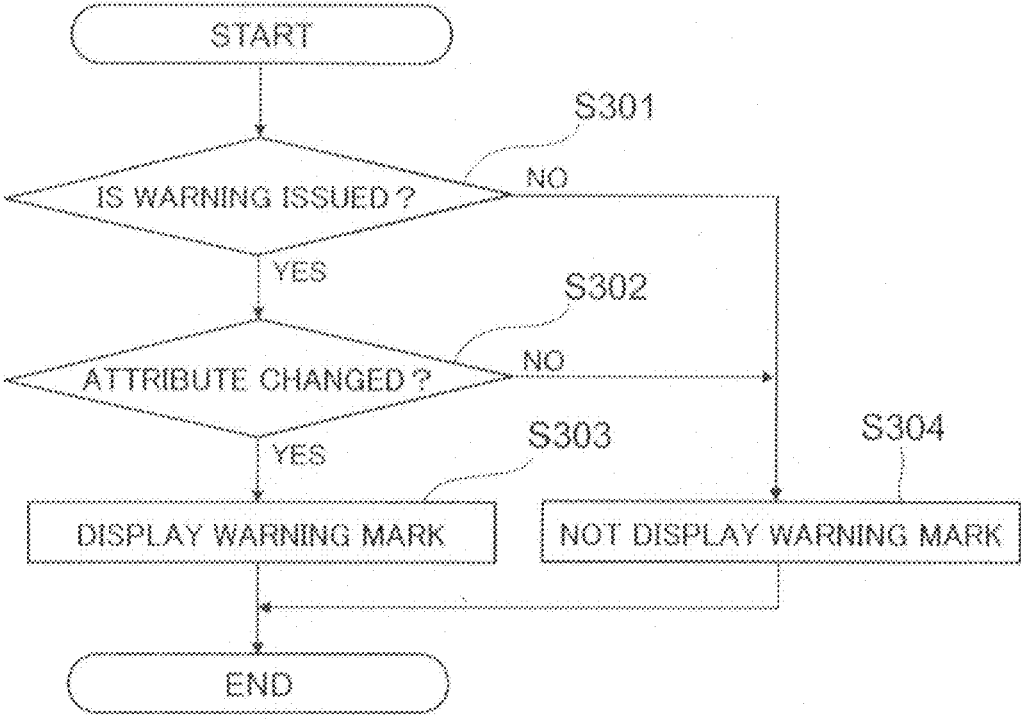 START
S301
IS WARNING ISSUED?
NO
YES
S302
ATTRIBUTE CHANGED?
NO
YES
S303
S304
DISPLAY WARNING MARK
NOT DISPLAY WARNING MARK
END